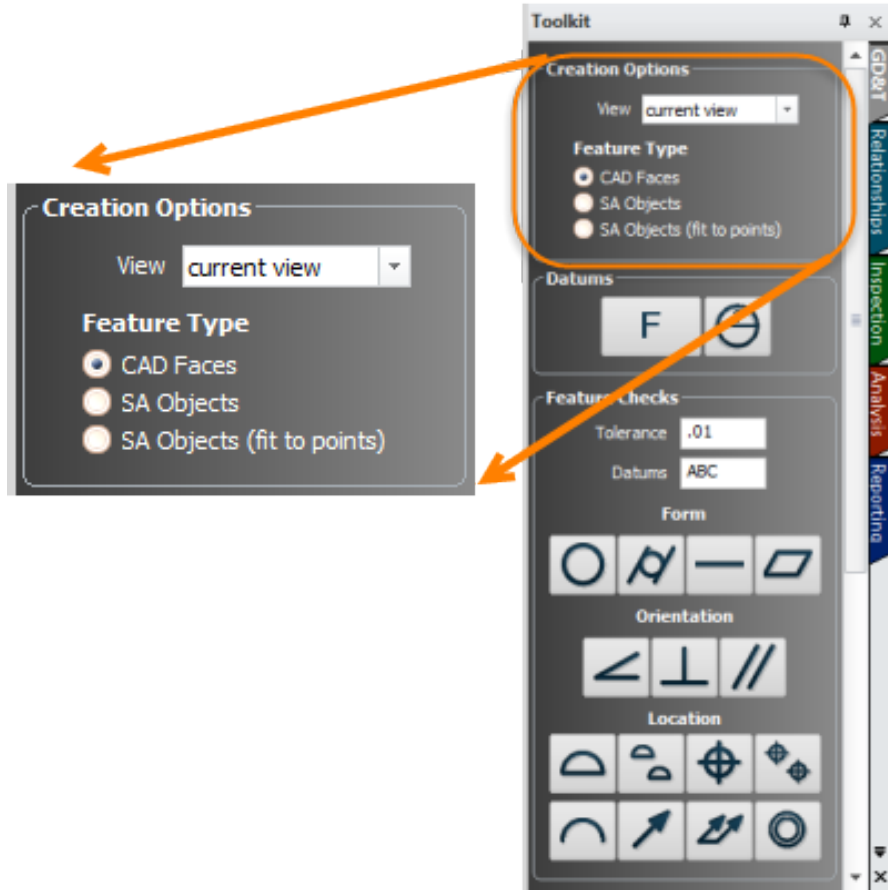 Toolkit
Creation Options
View current view
Feature Type
CAD Faces
SA Objects
SA Objects (fit to points)
Creation Options
View current view
Feature Type
CAD Faces
SA Objects
SA Objects (fit to points)
Datums
F
Feature Checks
Tolerance .01
Datums ABC
Form
Orientation
Location
GD&T
Relationships
Inspection
Analysis
Reporting